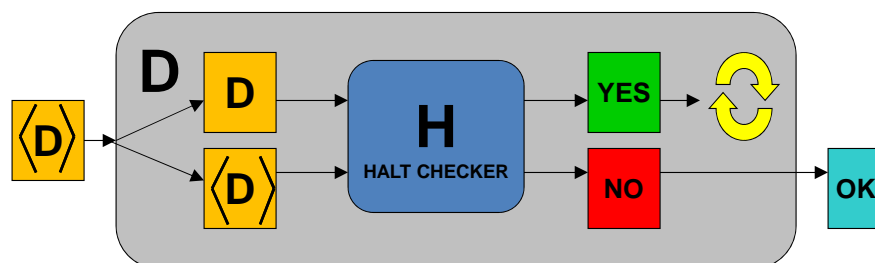 ⟨D⟩
D
D
⟨D⟩
H
HALT CHECKER
YES
NO
OK